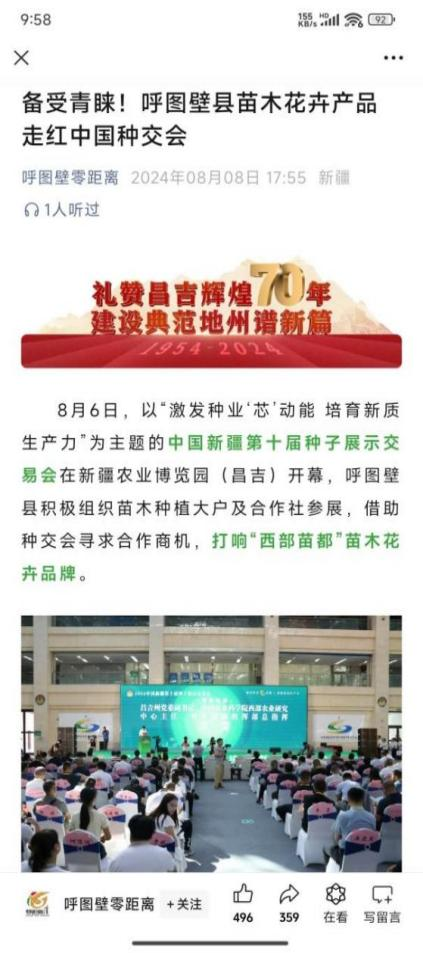 9:58
155 KB/s HD 6 92
备受青睐！呼图壁县苗木花卉产品
走红中国种交会
呼图壁零距离 2024年08月08日 17:55 新疆
1人听过
礼赞昌吉辉煌70年
建设典范地州谱新篇
1954-2024
8月6日，以“激发种业‘芯’动能 培育新质
生产力”为主题的中国新疆第十届种子展示交
易会在新疆农业博览园（昌吉）开幕，呼图壁
县积极组织苗木种植大户及合作社参展，借助
种交会寻求合作商机，打响“西部苗都”苗木花
卉品牌。
呼图壁零距离 +关注 496 359 在看 写留言